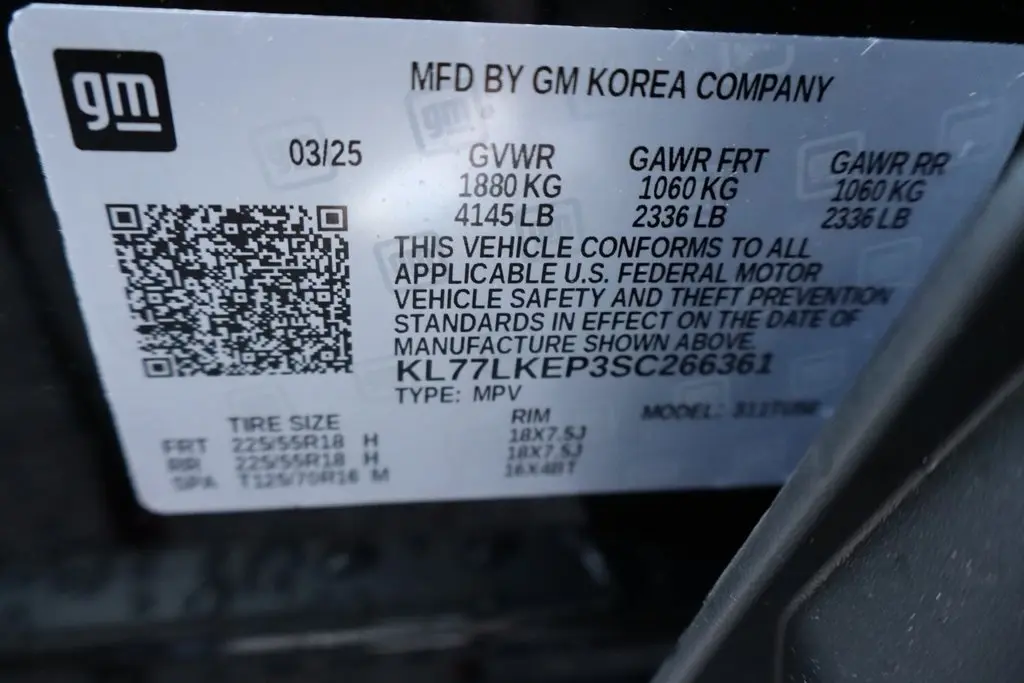 gm
MFD BY GM KOREA COMPANY
03/25
GVWR GAWR FRT GAWR RR
1880 KG 1060 KG 1060 KG
4145 LB 2336 LB 2336 LB
THIS VEHICLE CONFORMS TO ALL
APPLICABLE U.S. FEDERAL MOTOR
VEHICLE SAFETY AND THEFT PREVENTION
STANDARDS IN EFFECT ON THE DATE OF
MANUFACTURE SHOWN ABOVE.
KL77LKEP3SC266361
TYPE: MPV MODEL:
TIRE SIZE RIM
FRT 225/55R18 H 18X7.5J
RR 225/55R18 H 18X7.5J
SPA T125/70R16 M 16X4BT